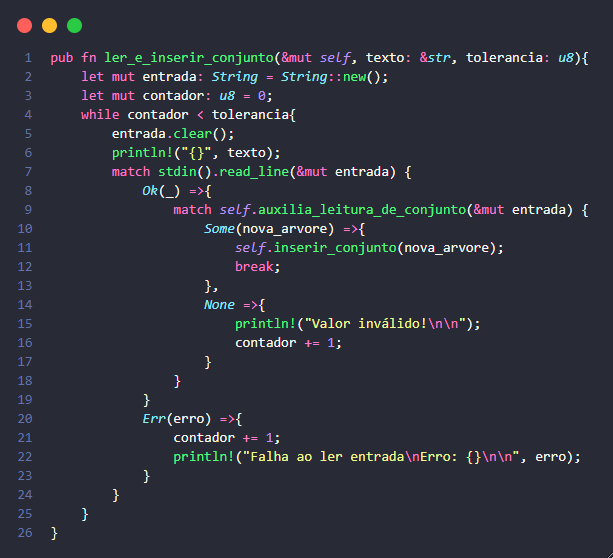 1 pub fn ler_e_inserir_conjunto(&mut self, texto: &str, tolerancia: u8){
2 let mut entrada: String = String::new();
3 let mut contador: u8 = 0;
4 while contador < tolerancia{
5 entrada.clear();
6 println!("{}", texto);
7 match stdin().read_line(&mut entrada) {
8 Ok(_) =>{
9 match self.auxilia_leitura_de_conjunto(&mut entrada) {
10 Some(nova_arvore) =>{
11 self.inserir_conjunto(nova_arvore);
12 break;
13 },
14 None =>{
15 println!("Valor inválido!\n\n");
16 contador += 1;
17 }
18 }
19 }
20 Err(erro) =>{
21 contador += 1;
22 println!("Falha ao ler entrada\nErro: {}\n\n", erro);
23 }
24 }
25 }
26 }